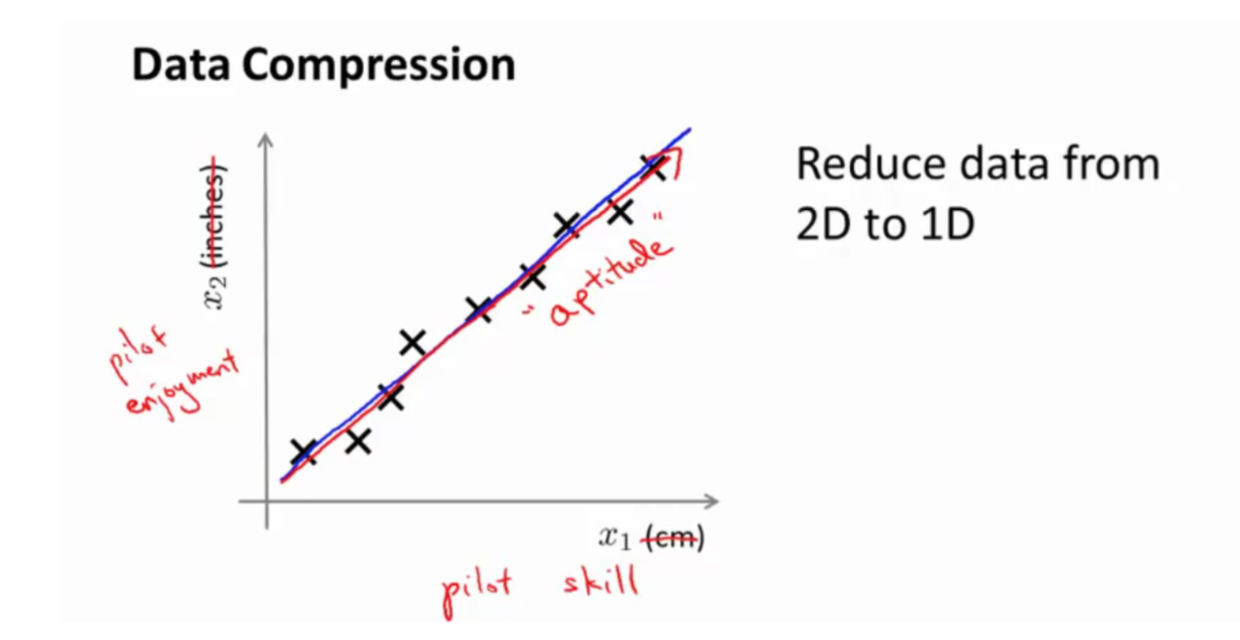 Data Compression
Reduce data from
2D to 1D
x₂ (inches)
pilot
enjoyment
"aptitude"
x₁ (cm)
pilot skill